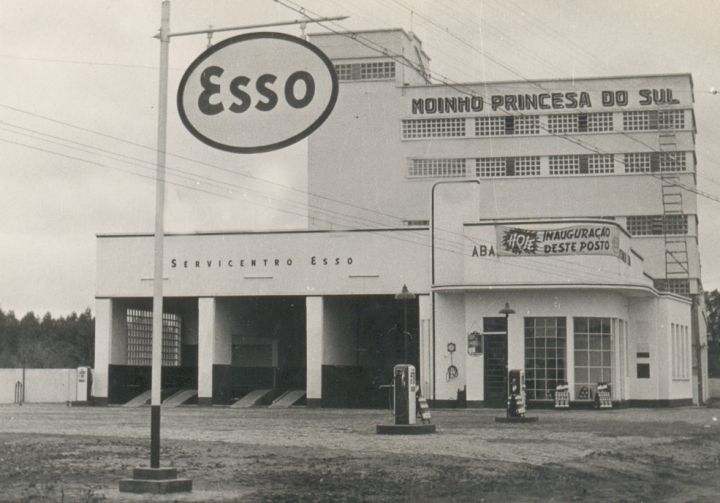 Esso
MOINHO PRINCESA DO SUL
SERVICENTRO ESSO
ABA
HOJE INAUGURAÇÃO
DESTE POSTO